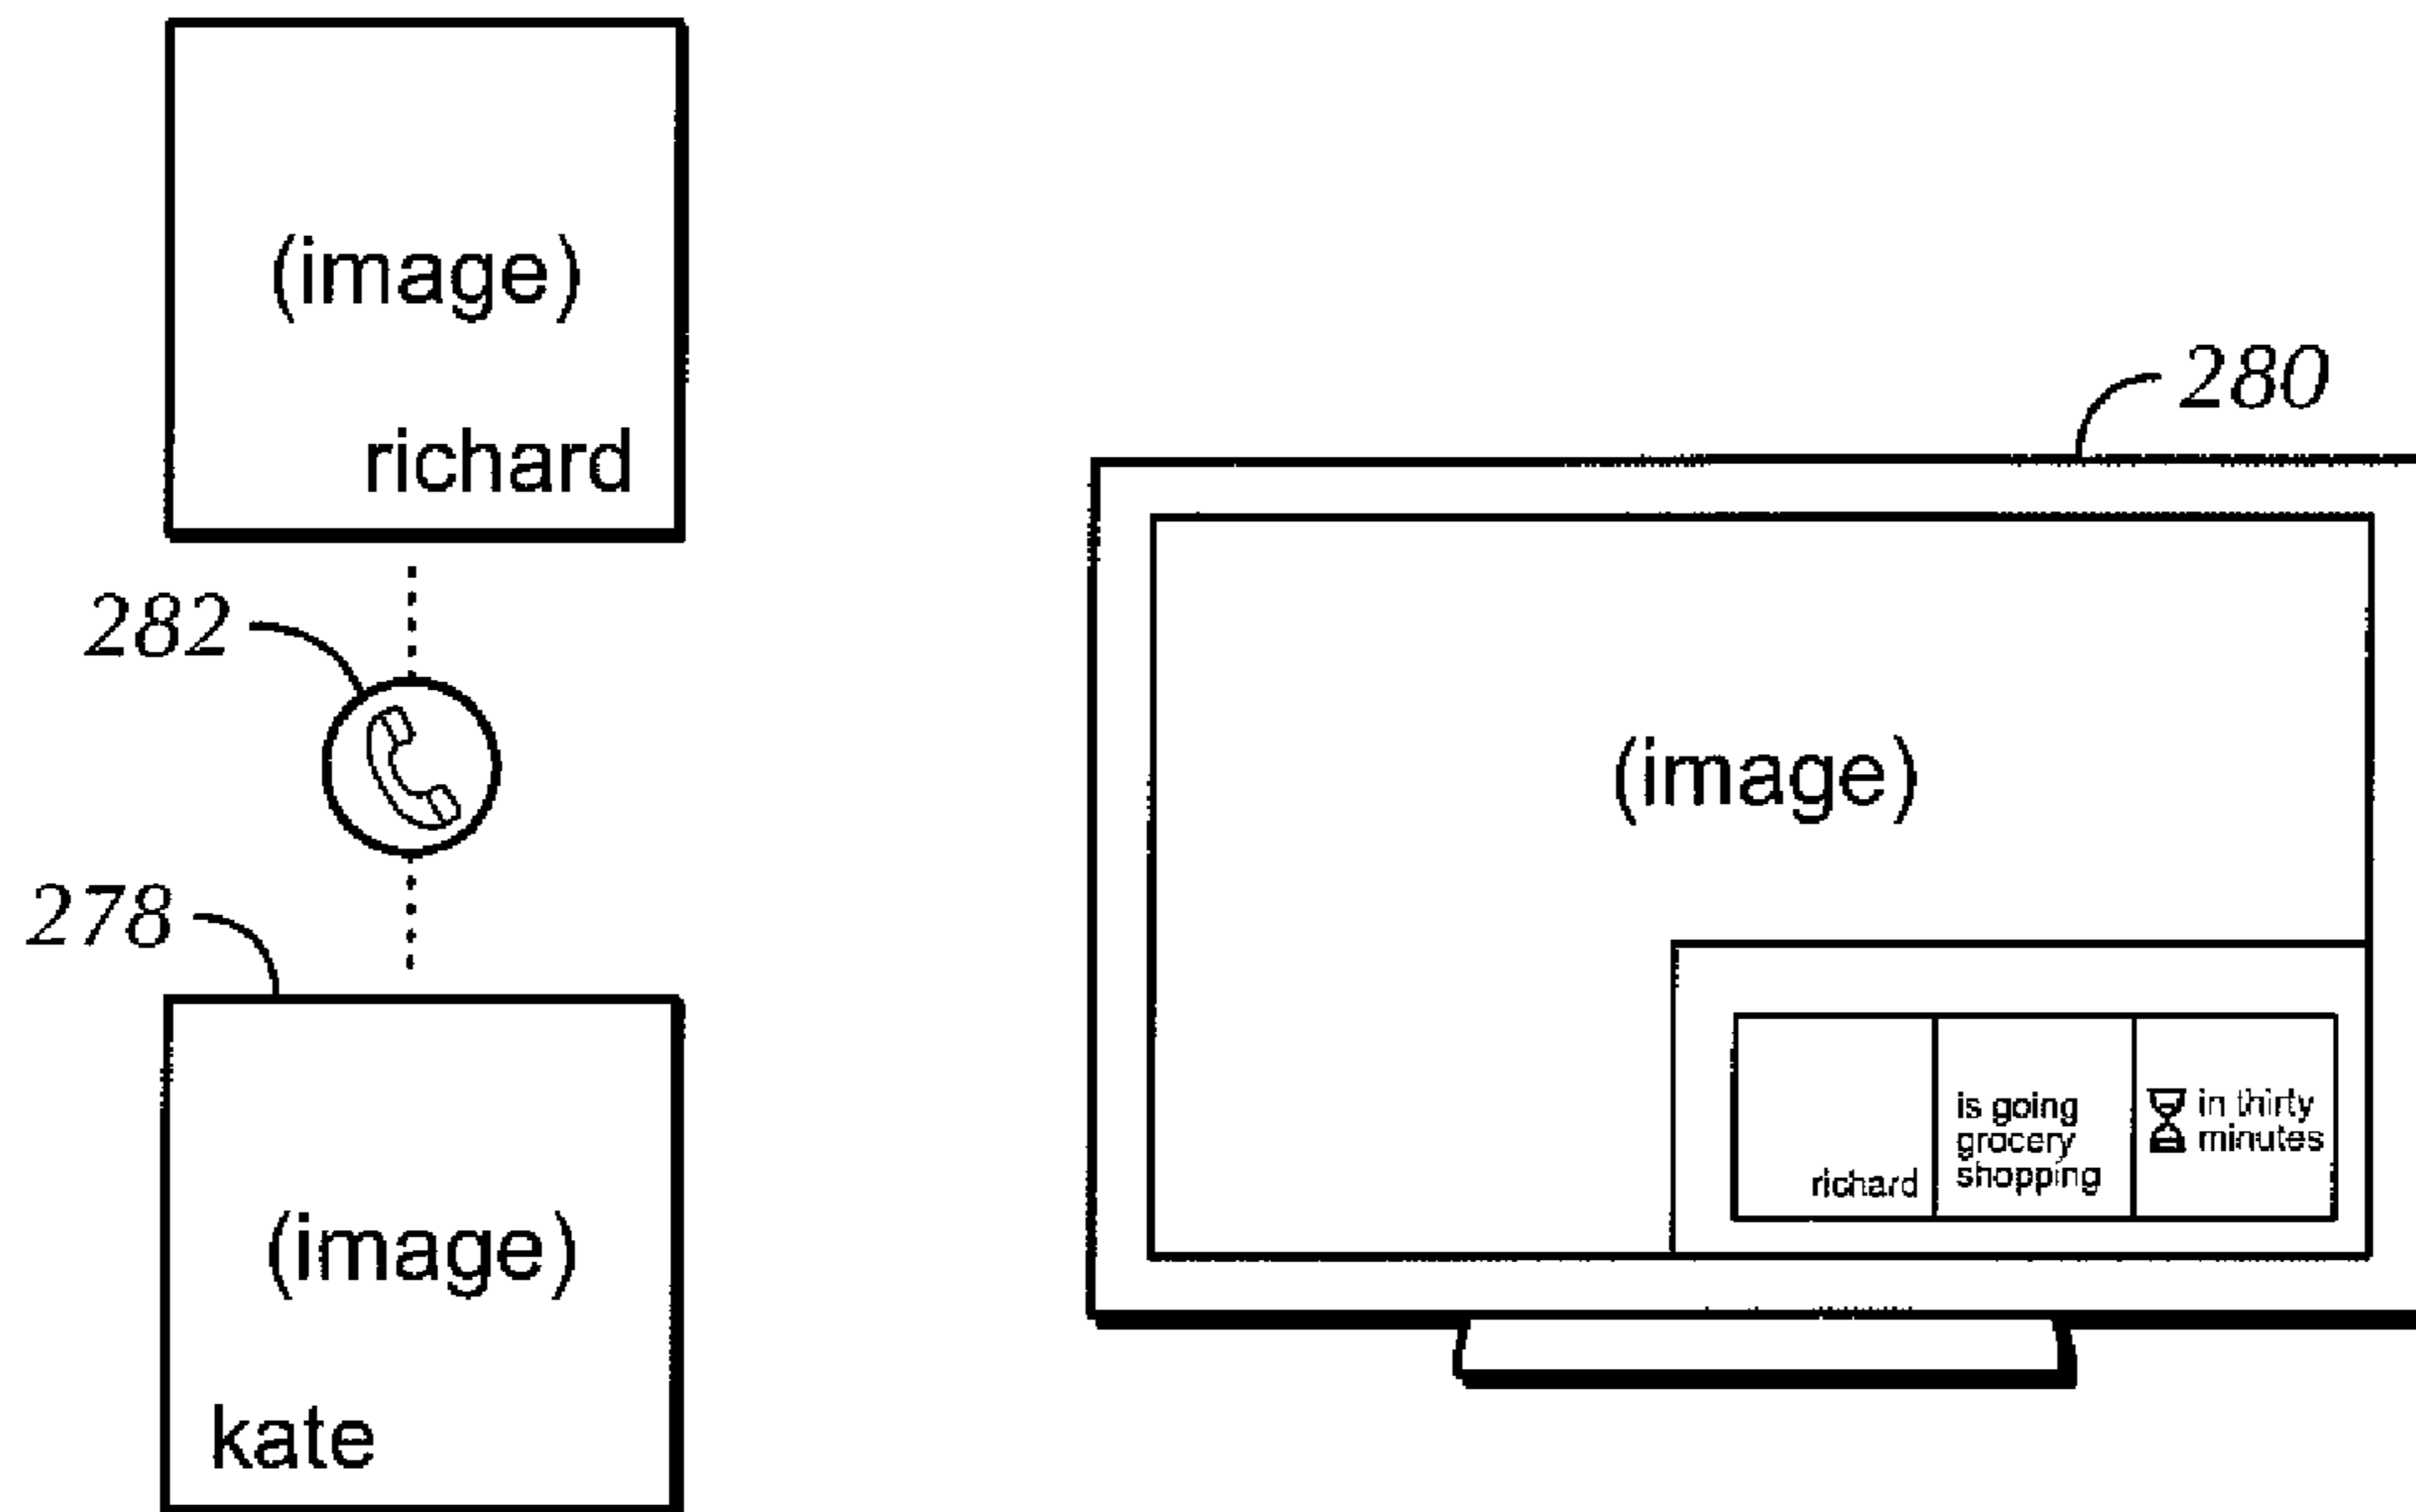 (image)
richard
282
278
(image)
kate
280
(image)
richard
is going
grocery
shopping
in thirty
minutes